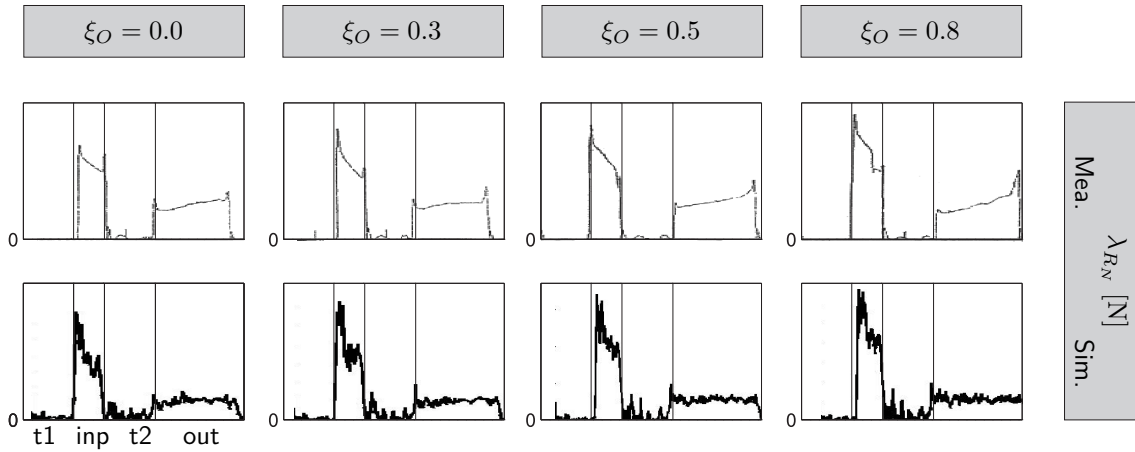 ξ_O = 0.0
ξ_O = 0.3
ξ_O = 0.5
ξ_O = 0.8
0
0
0
0
Mea.
λ_{R_N} [N]
Sim.
0
0
0
0
t1 inp t2 out